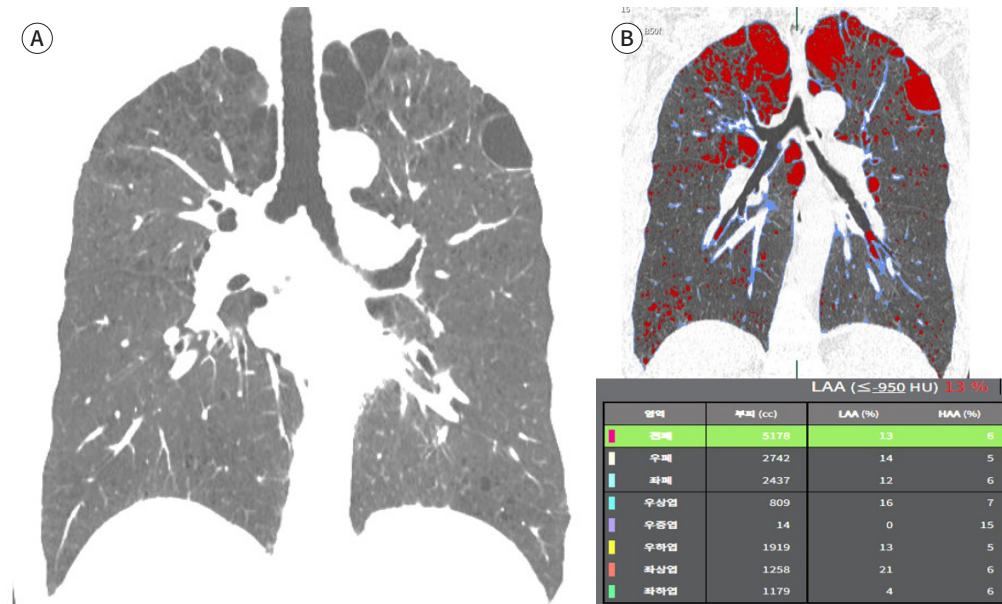 A
B
15
B50f
LAA (≤-950 HU) 13 %
영역 부피 (cc) LAA (%) HAA (%)
전폐 5178 13 6
우폐 2742 14 5
좌폐 2437 12 6
우상엽 809 16 7
우중엽 14 0 15
우하엽 1919 13 5
좌상엽 1258 21 6
좌하엽 1179 4 6